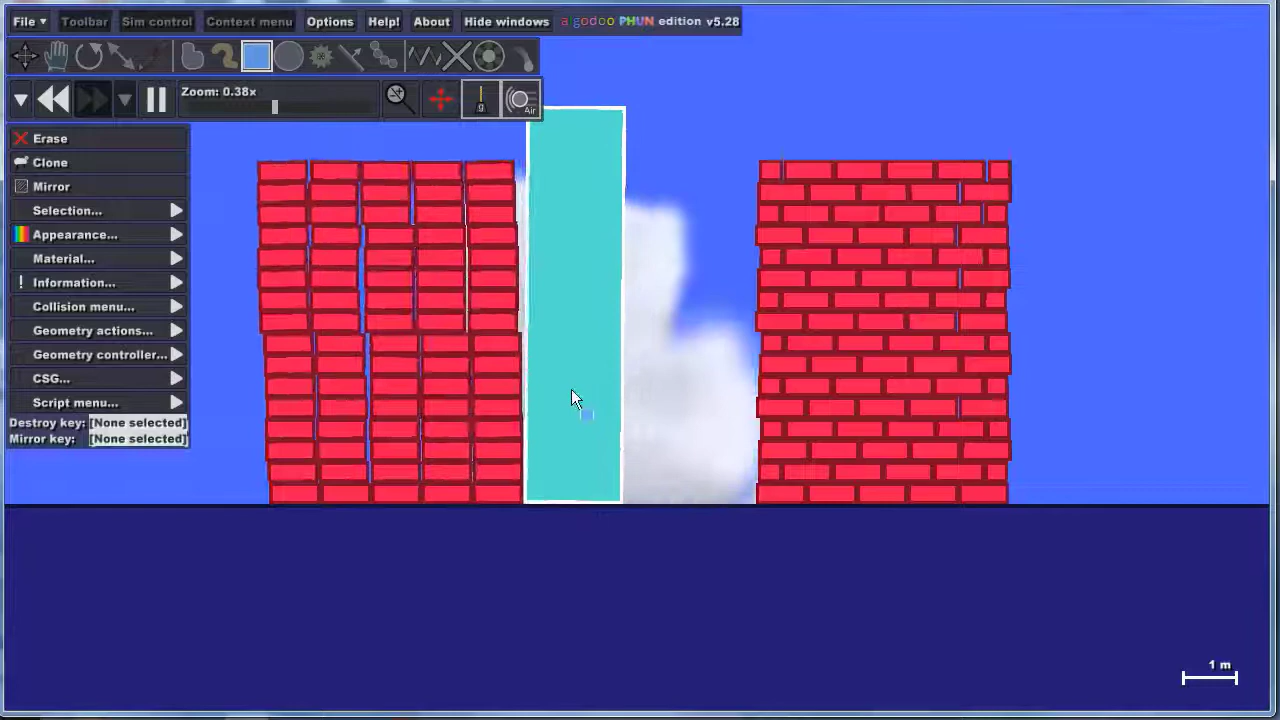 File Toolbar Sim control Context menu Options Help! About Hide windows algodoo PHUN edition v5.28
Zoom: 0.38x
g
Air
Erase
Clone
Mirror
Selection...
Appearance...
Material...
Information...
Collision menu...
Geometry actions...
Geometry controller...
CSG...
Script menu...
Destroy key: [None selected]
Mirror key: [None selected]
1 m